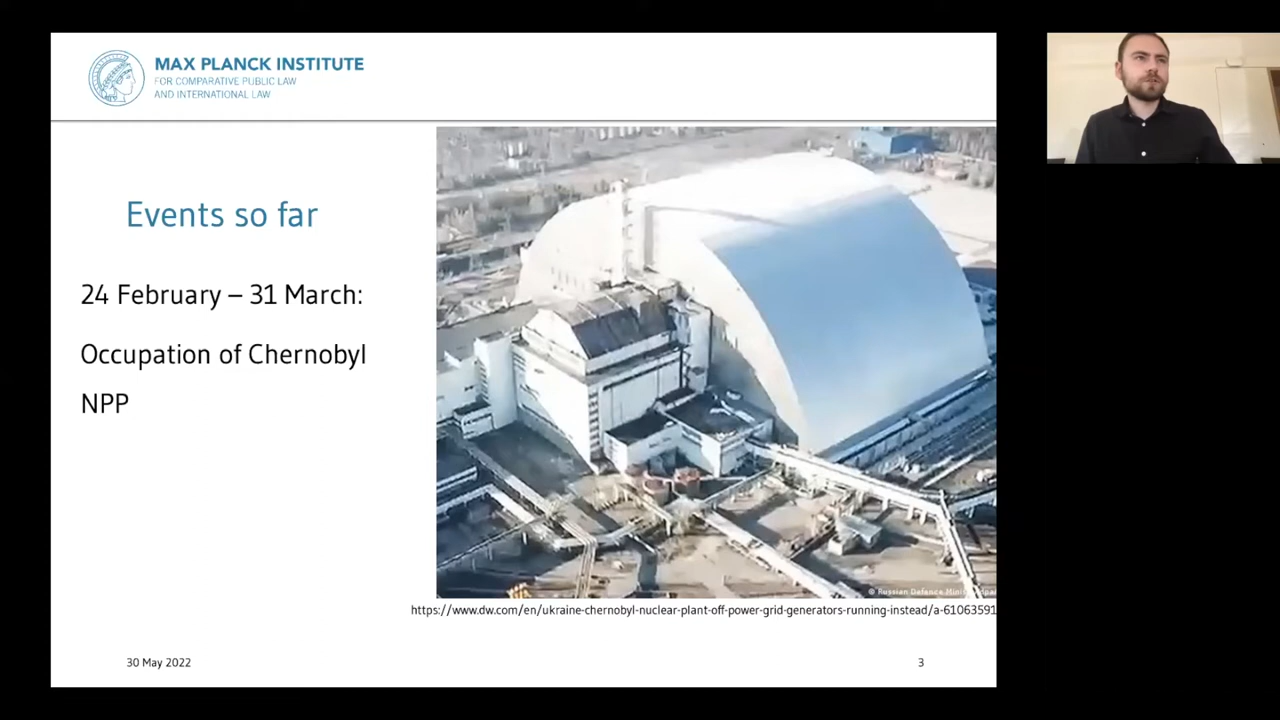 MAX PLANCK INSTITUTE
FOR COMPARATIVE PUBLIC LAW
AND INTERNATIONAL LAW
Events so far
24 February – 31 March:
Occupation of Chernobyl
NPP
© Russian Defence
https://www.dw.com/en/ukraine-chernobyl-nuclear-plant-off-power-grid-generators-running-instead/a-61063591
30 May 2022
3